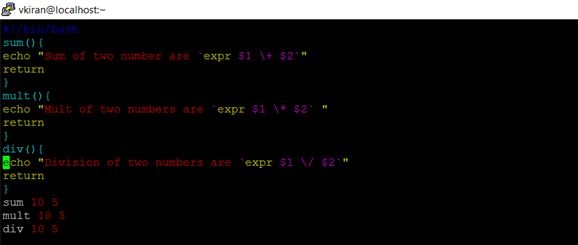 vkiran@localhost:~
#!/bin/bash
sum(){
echo "Sum of two number are `expr $1 \+ $2`"
return
}
mult(){
echo "Mult of two numbers are `expr $1 \* $2` "
return
}
div(){
echo "Division of two numbers are `expr $1 \/ $2`"
return
}
sum 10 5
mult 10 5
div 10 5